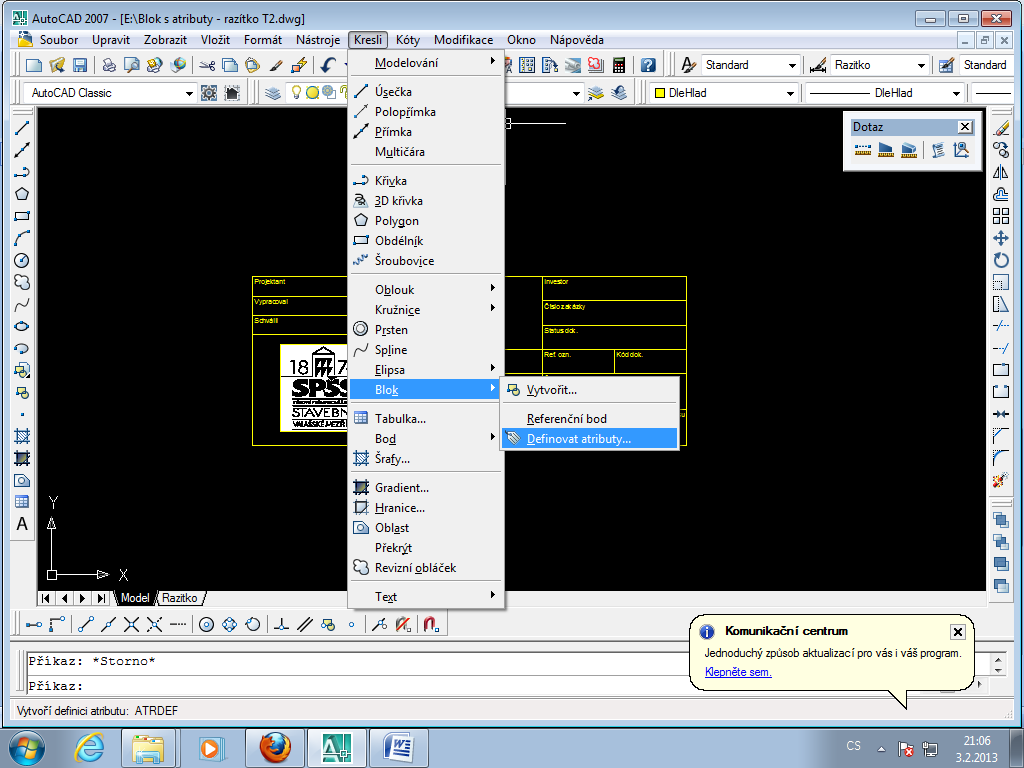 AutoCAD 2007 - [E:\Blok s atributy - razítko T2.dwg]
Soubor Upravit Zobrazit Vložit Formát Nástroje Kresli Kóty Modifikace Okno Nápověda
Standard Razitko Standard
AutoCAD Classic DleHlad DleHlad
Modelování
Úsečka
Polopřímka
Přímka
Multičára
Křivka
3D křivka
Polygon
Obdélník
Šroubovice
Oblouk
Kružnice
Prsten
Spline
Elipsa
Blok
Tabulka...
Bod
Šrafy...
Gradient...
Hranice...
Oblast
Překrýt
Revizní obláček
Text
Vytvořit...
Referenční bod
Definovat atributy...
Dotaz
Projektant
Vypracoval
Schválil
18 7
SPŠS
STAVEBN
VALAŠSKÉ MEZIŘ
Investor
Číslo zakázky
Status dok.
Ref. ozn. Kód dok.
Y
X
A
Model Razitko
Příkaz: *Storno*
Příkaz:
Komunikační centrum
Jednoduchý způsob aktualizací pro vás i váš program.
Klepněte sem.
Vytvoří definici atributu: ATRDEF
CS
21:06
3.2.2013